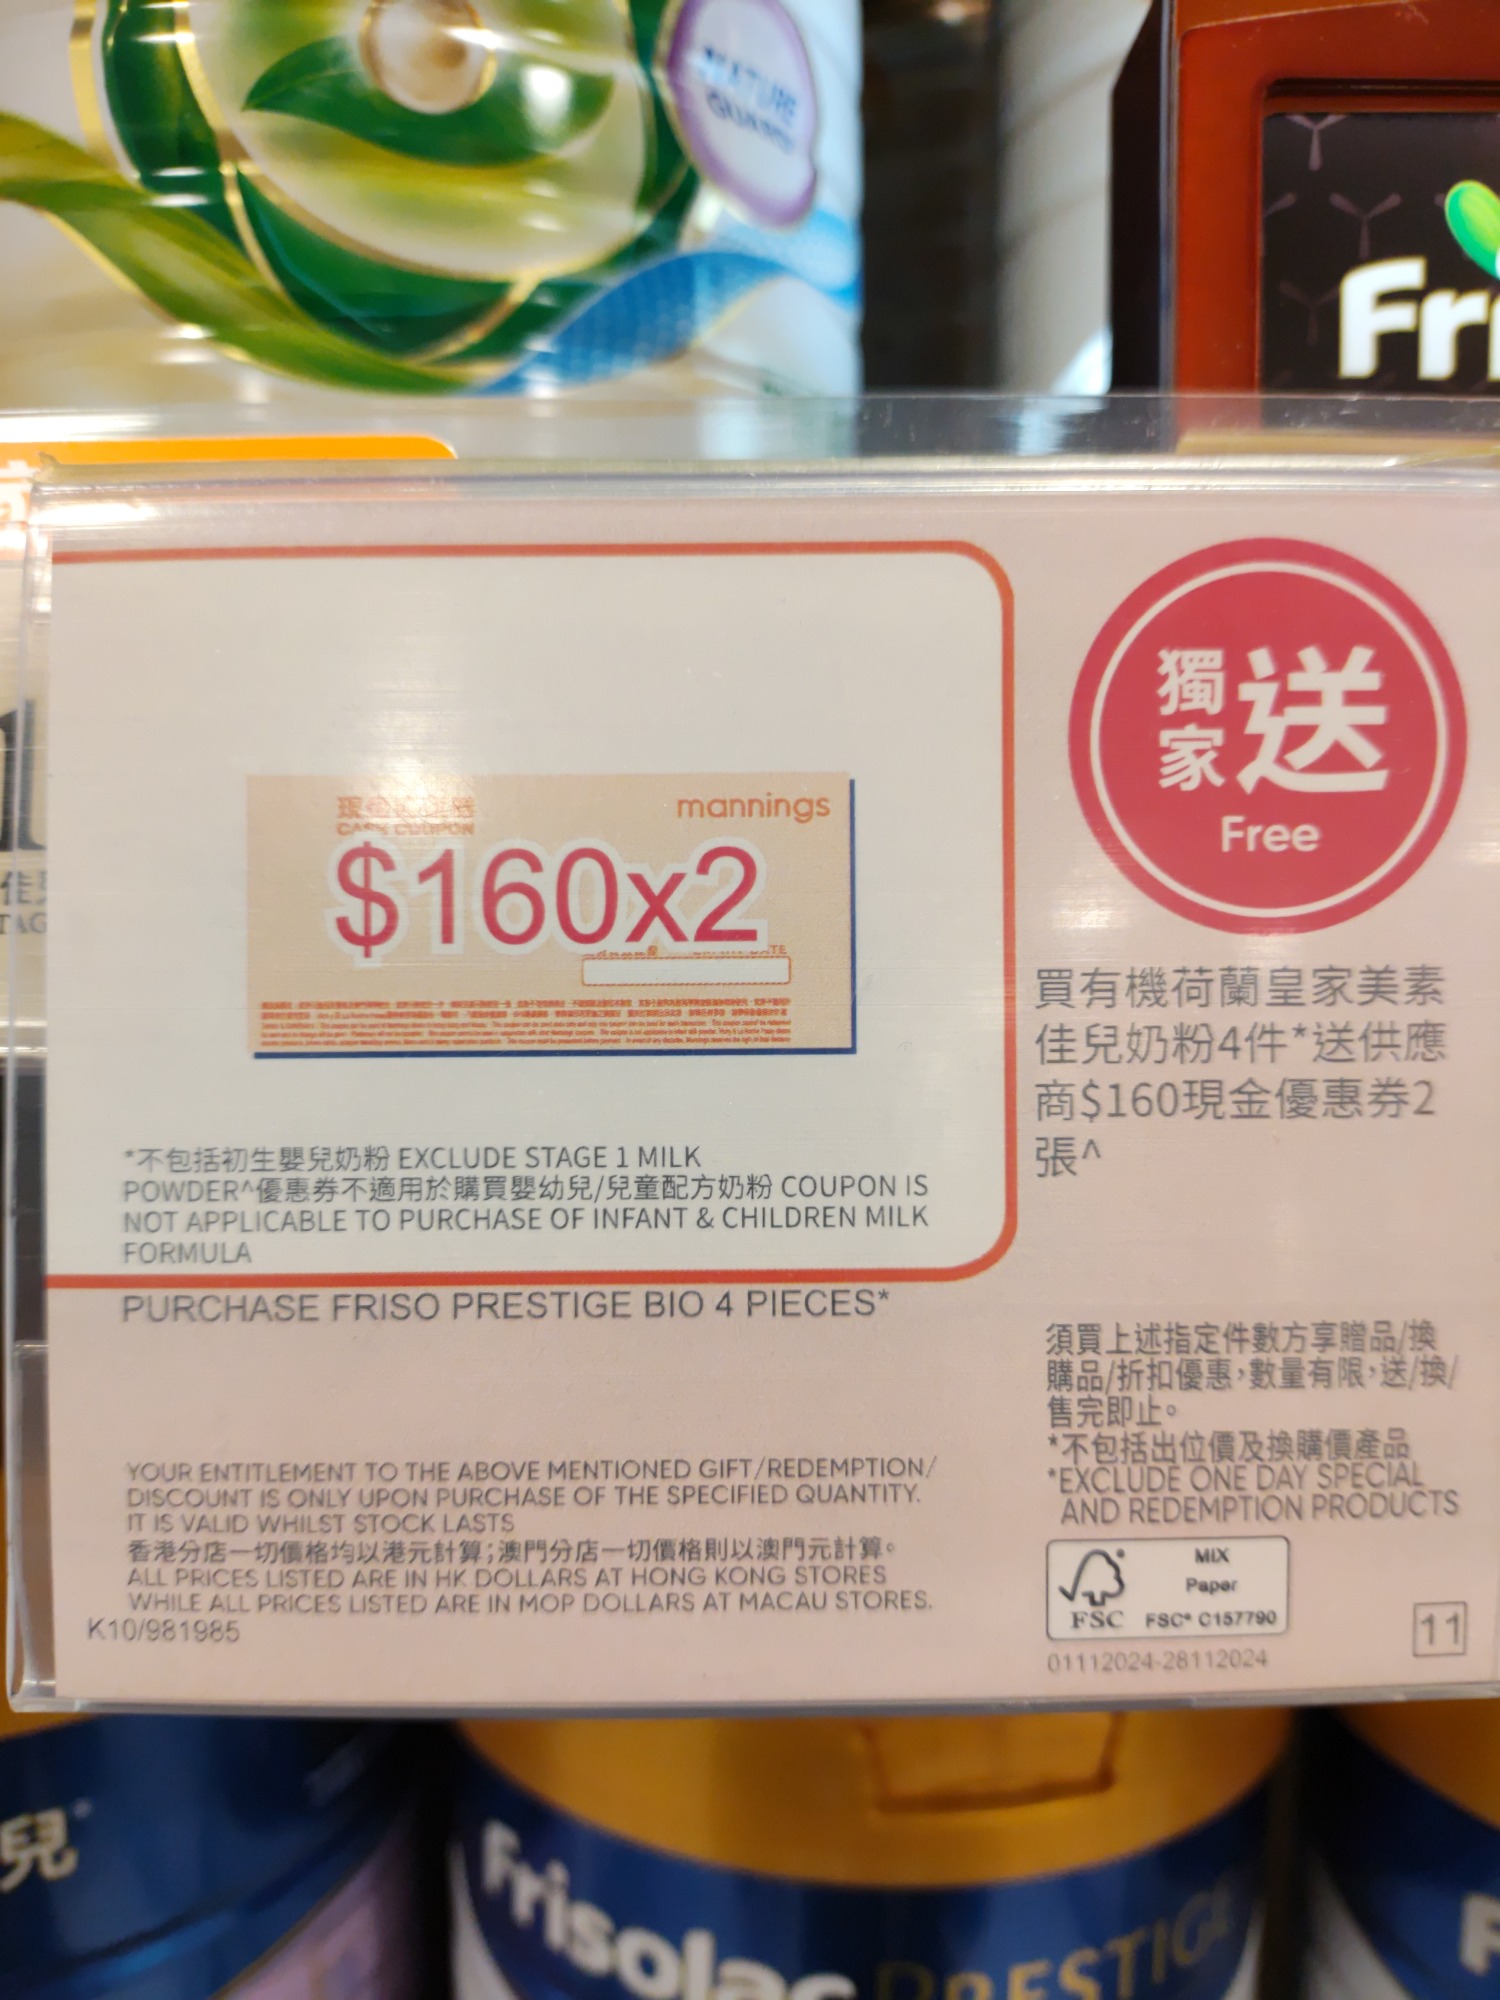 NATURE
Fri
獨家
送
Free
mannings
CASH COUPON
$160x2
買有機荷蘭皇家美素
佳兒奶粉4件*送供應
商$160現金優惠券2
張^
*不包括初生嬰兒奶粉 EXCLUDE STAGE 1 MILK
POWDER^優惠券不適用於購買嬰幼兒/兒童配方奶粉 COUPON IS
NOT APPLICABLE TO PURCHASE OF INFANT & CHILDREN MILK
FORMULA
PURCHASE FRISO PRESTIGE BIO 4 PIECES*
須買上述指定件數方享贈品/換
購品/折扣優惠，數量有限，送/換/
售完即止。
*不包括出位價及換購價產品
*EXCLUDE ONE DAY SPECIAL
AND REDEMPTION PRODUCTS
YOUR ENTITLEMENT TO THE ABOVE MENTIONED GIFT/REDEMPTION/
DISCOUNT IS ONLY UPON PURCHASE OF THE SPECIFIED QUANTITY.
IT IS VALID WHILST STOCK LASTS
香港分店一切價格均以港元計算；澳門分店一切價格則以澳門元計算。
ALL PRICES LISTED ARE IN HK DOLLARS AT HONG KONG STORES
WHILE ALL PRICES LISTED ARE IN MOP DOLLARS AT MACAU STORES.
K10/981985
MIX
Paper
FSC FSC® C157790
11
01112024-28112024
兒
Frisolac PRESTIGE